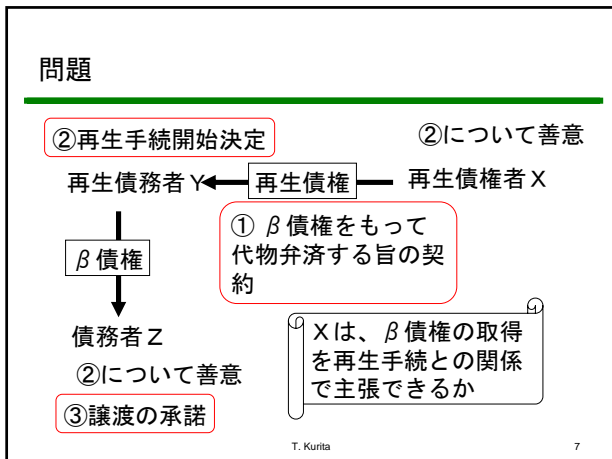 問題
②再生手続開始決定
②について善意
再生債務者Y
再生債権
再生債権者X
① β債権をもって
代物弁済する旨の契
約
β債権
債務者Z
②について善意
③譲渡の承諾
Xは、β債権の取得
を再生手続との関係
で主張できるか
T. Kurita
7